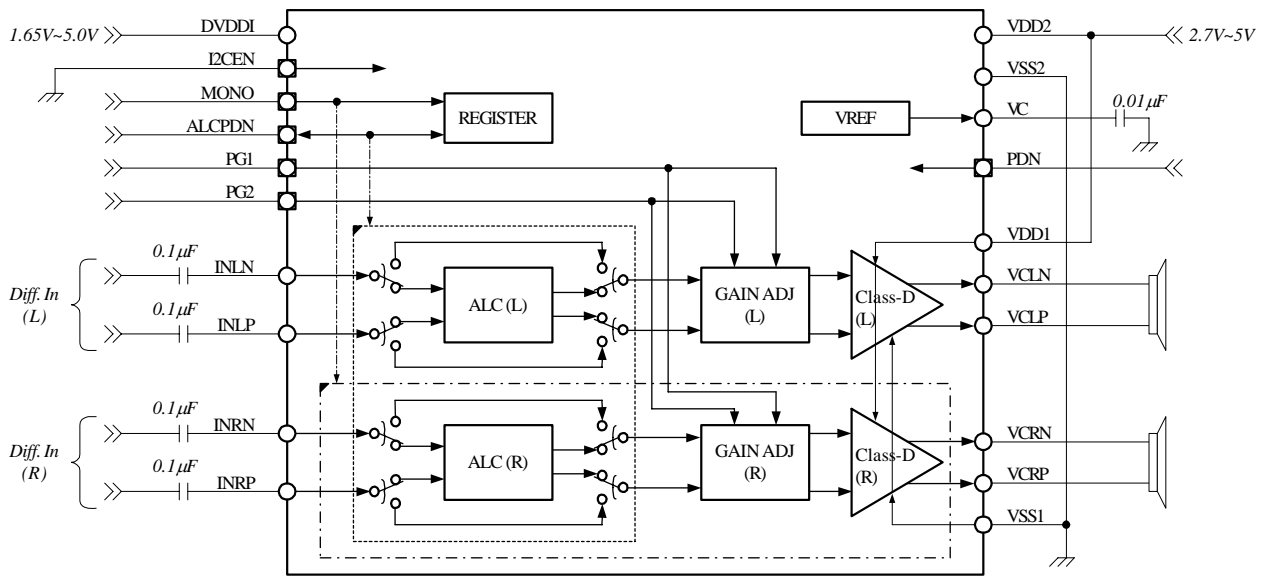 1.65V~5.0V
DVDDI
I2CEN
MONO
ALCPDN
PG1
PG2
REGISTER
VREF
VDD2
2.7V~5V
VSS2
VC
0.01μF
PDN
VDD1
Diff. In
(L)
0.1μF
INLN
0.1μF
INLP
ALC (L)
GAIN ADJ
(L)
Class-D
(L)
VCLN
VCLP
Diff. In
(R)
0.1μF
INRN
0.1μF
INRP
ALC (R)
GAIN ADJ
(R)
Class-D
(R)
VCRN
VCRP
VSS1